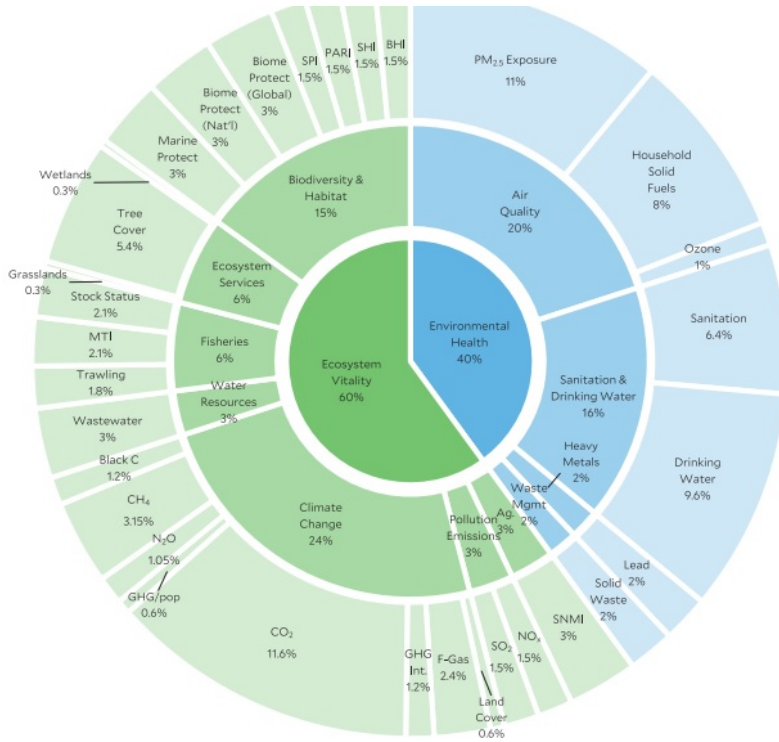 Environmental
Health
40%
Ecosystem
Vitality
60%
Air
Quality
20%
Sanitation &
Drinking Water
16%
Heavy
Metals
2%
Waste
Mgmt
2%
Ag.
3%
Pollution
Emissions
3%
Climate
Change
24%
Water
Resources
3%
Fisheries
6%
Ecosystem
Services
6%
Biodiversity &
Habitat
15%
PM2.5 Exposure
11%
Household
Solid
Fuels
8%
Ozone
1%
Sanitation
6.4%
Drinking
Water
9.6%
Lead
2%
Solid
Waste
2%
SNMI
3%
NOx
1.5%
SO2
1.5%
Land
Cover
0.6%
F-Gas
2.4%
GHG
Int.
1.2%
CO2
11.6%
GHG/pop
0.6%
N2O
1.05%
CH4
3.15%
Black C
1.2%
Wastewater
3%
Trawling
1.8%
MTI
2.1%
Stock Status
2.1%
Grasslands
0.3%
Tree
Cover
5.4%
Wetlands
0.3%
Marine
Protect
3%
Biome
Protect
(Nat'l)
3%
Biome
Protect
(Global)
3%
SPI
1.5%
PARI
1.5%
SHI
1.5%
BHI
1.5%